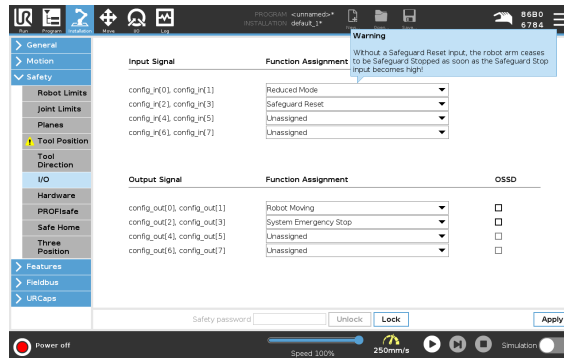 UR
Run Program Installation Move I/O Log
PROGRAM <unnamed>*
INSTALLATION default_1*
86B0
6784
Warning
Without a Safeguard Reset input, the robot arm ceases
to be Safeguard Stopped as soon as the Safeguard Stop
input becomes high!
General
Motion
Safety
Robot Limits
Joint Limits
Planes
Tool Position
Tool
Direction
I/O
Hardware
PROFIsafe
Safe Home
Three
Position
Features
Fieldbus
URCaps
Input Signal Function Assignment
config_in[0], config_in[1] Reduced Mode
config_in[2], config_in[3] Safeguard Reset
config_in[4], config_in[5] Unassigned
config_in[6], config_in[7] Unassigned
Output Signal Function Assignment OSSD
config_out[0], config_out[1] Robot Moving
config_out[2], config_out[3] System Emergency Stop
config_out[4], config_out[5] Unassigned
config_out[6], config_out[7] Unassigned
Safety password Unlock Lock Apply
Power off
Speed 100%
250mm/s
Simulation